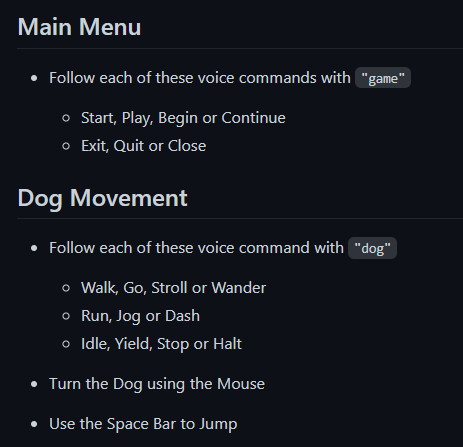 Main Menu
Follow each of these voice commands with "game"
Start, Play, Begin or Continue
Exit, Quit or Close
Dog Movement
Follow each of these voice command with "dog"
Walk, Go, Stroll or Wander
Run, Jog or Dash
Idle, Yield, Stop or Halt
Turn the Dog using the Mouse
Use the Space Bar to Jump